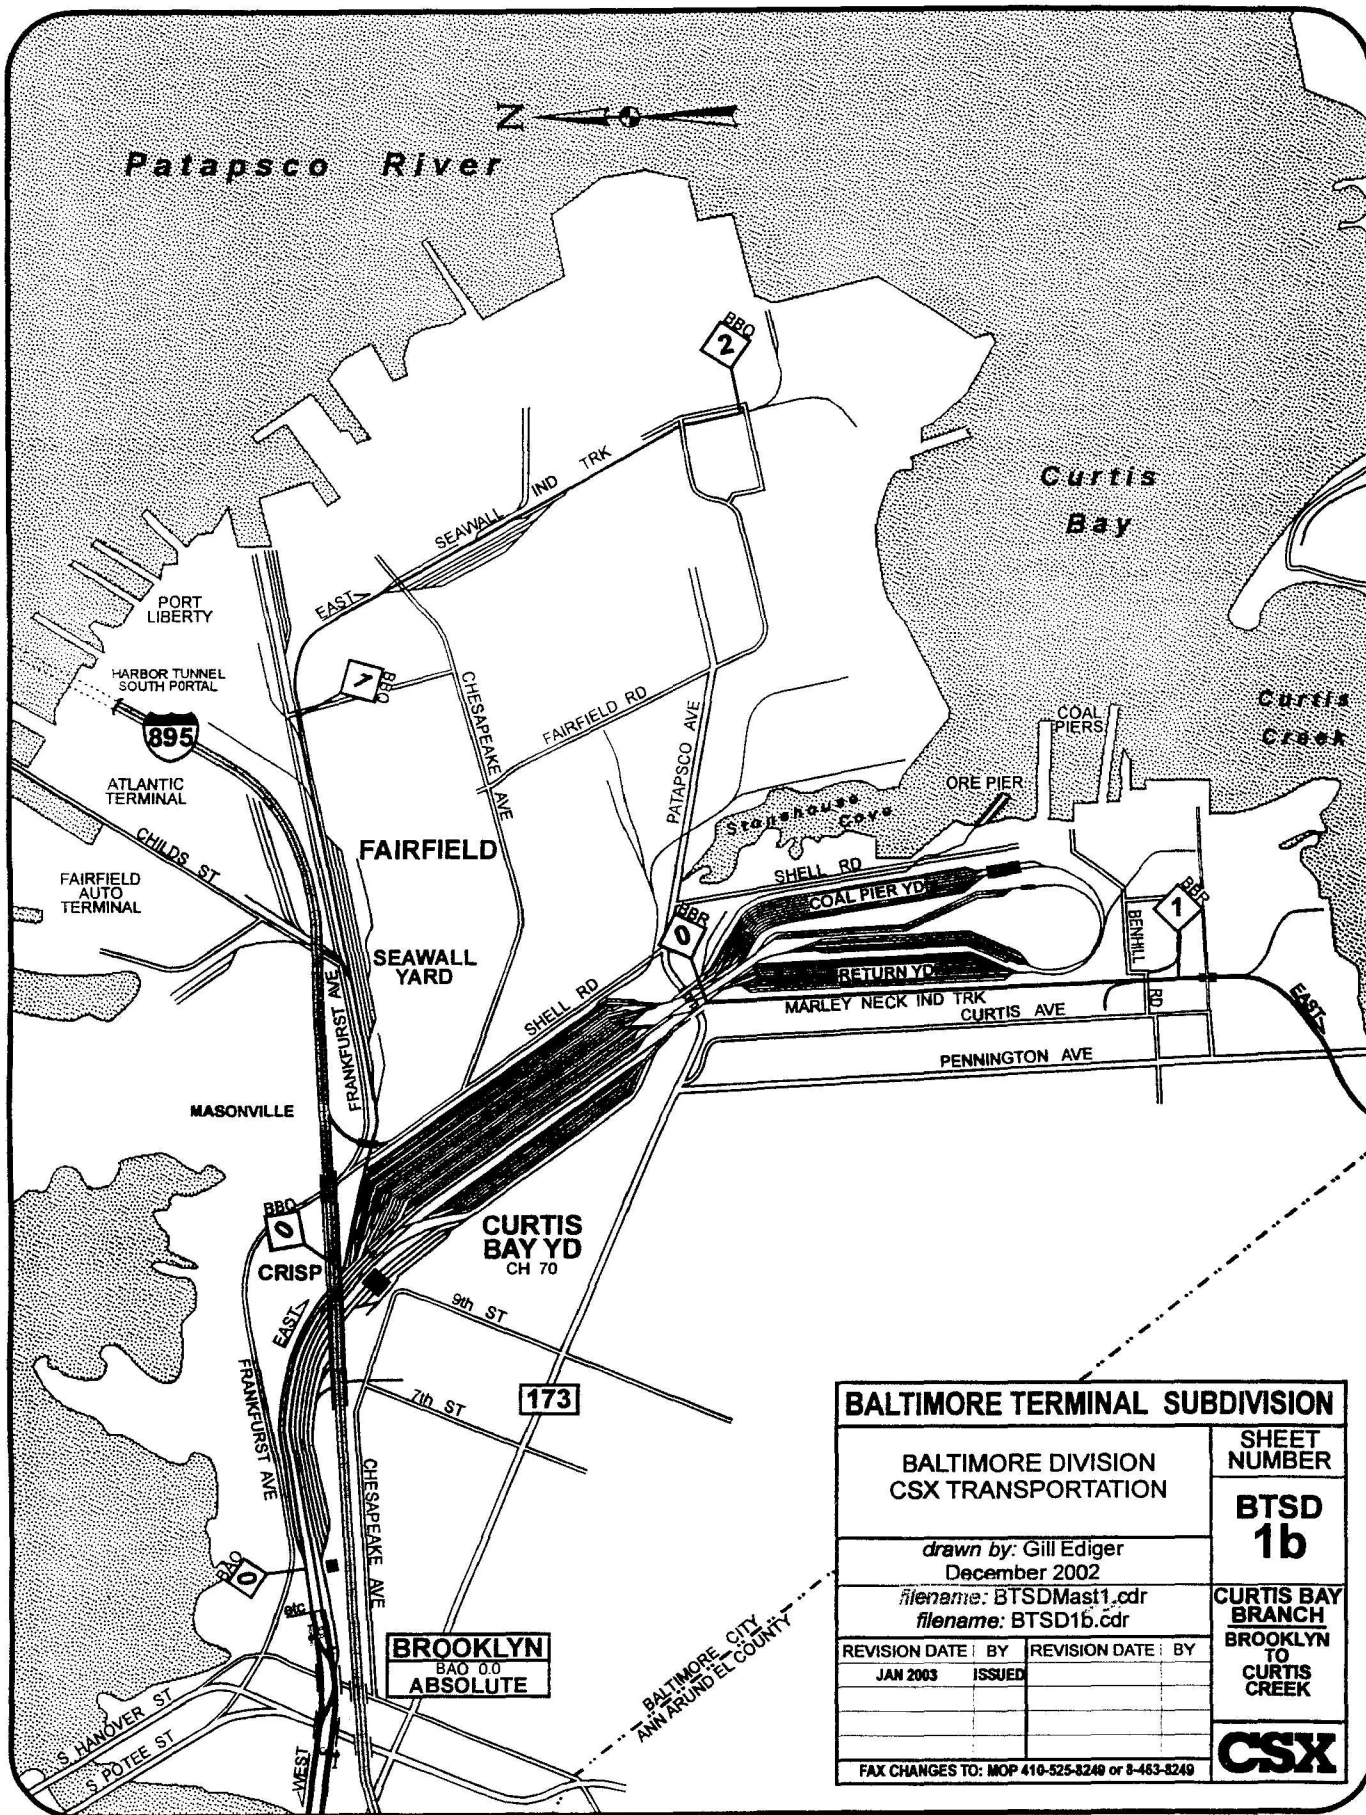 N
Patapsco River
BBQ
2
Curtis
Bay
SEAWALL IND TRK
EAST
PORT
LIBERTY
HARBOR TUNNEL
SOUTH PORTAL
895
1
BBQ
CHESAPEAKE AVE
FAIRFIELD RD
PATAPSCO AVE
Curtis
Creek
COAL
PIERS
ORE PIER
Stonehouse
Cove
ATLANTIC
TERMINAL
CHILDS ST
FAIRFIELD
FAIRFIELD
AUTO
TERMINAL
SHELL RD
COAL PIER YD
BBR
0
BBR
1
BENHILL RD
SEAWALL
YARD
RETURN YD
MARLEY NECK IND TRK
CURTIS AVE
EAST
PENNINGTON AVE
SHELL RD
FRANKFURST AVE
MASONVILLE
BBQ
0
CRISP
CURTIS
BAY YD
CH 70
EAST
9th ST
7th ST
173
FRANKFURST AVE
CHESAPEAKE AVE
BAO
0
etc
BROOKLYN
BAO 0.0
ABSOLUTE
S HANOVER ST
S POTEE ST
WEST
BALTIMORE CITY
ANN ARUNDEL COUNTY
BALTIMORE TERMINAL SUBDIVISION
BALTIMORE DIVISION
CSX TRANSPORTATION
SHEET
NUMBER
BTSD
1b
drawn by: Gill Ediger
December 2002
filename: BTSDMast1.cdr
filename: BTSD1b.cdr
CURTIS BAY
BRANCH
BROOKLYN
TO
CURTIS
CREEK
REVISION DATE BY REVISION DATE BY
JAN 2003 ISSUED
CSX
FAX CHANGES TO: MOP 410-525-8249 or 8-463-8249